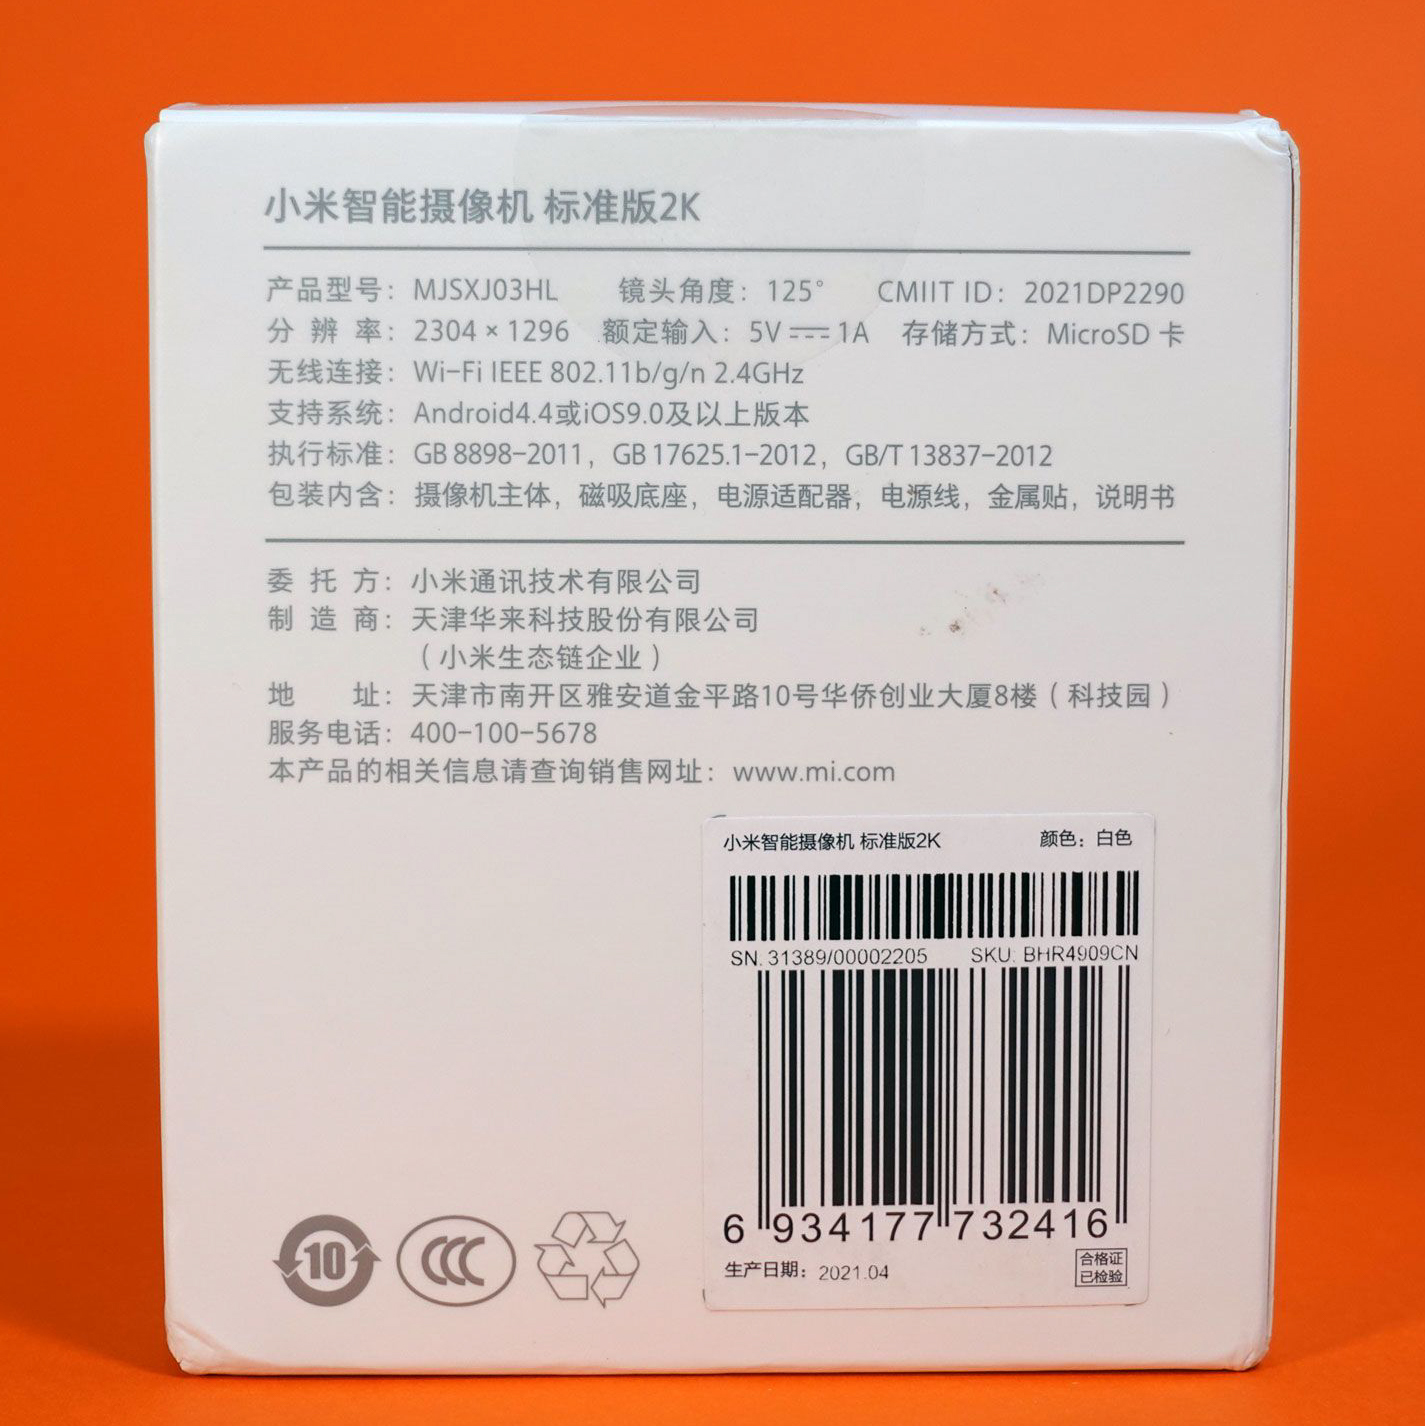 小米智能摄像机 标准版2K
产品型号：MJSXJ03HL 镜头角度：125° CMIIT ID：2021DP2290
分辨率：2304×1296 额定输入：5V⎓1A 存储方式：MicroSD 卡
无线连接：Wi-Fi IEEE 802.11b/g/n 2.4GHz
支持系统：Android4.4或iOS9.0及以上版本
执行标准：GB 8898-2011，GB 17625.1-2012，GB/T 13837-2012
包装内含：摄像机主体，磁吸底座，电源适配器，电源线，金属贴，说明书
委托方：小米通讯技术有限公司
制造商：天津华来科技股份有限公司
（小米生态链企业）
地址：天津市南开区雅安道金平路10号华侨创业大厦8楼（科技园）
服务电话：400-100-5678
本产品的相关信息请查询销售网址：www.mi.com
小米智能摄像机 标准版2K 颜色：白色
SN: 31389/00002205 SKU: BHR4909CN
6 934177 732416
生产日期：2021.04
合格证
已检验
10
CCC